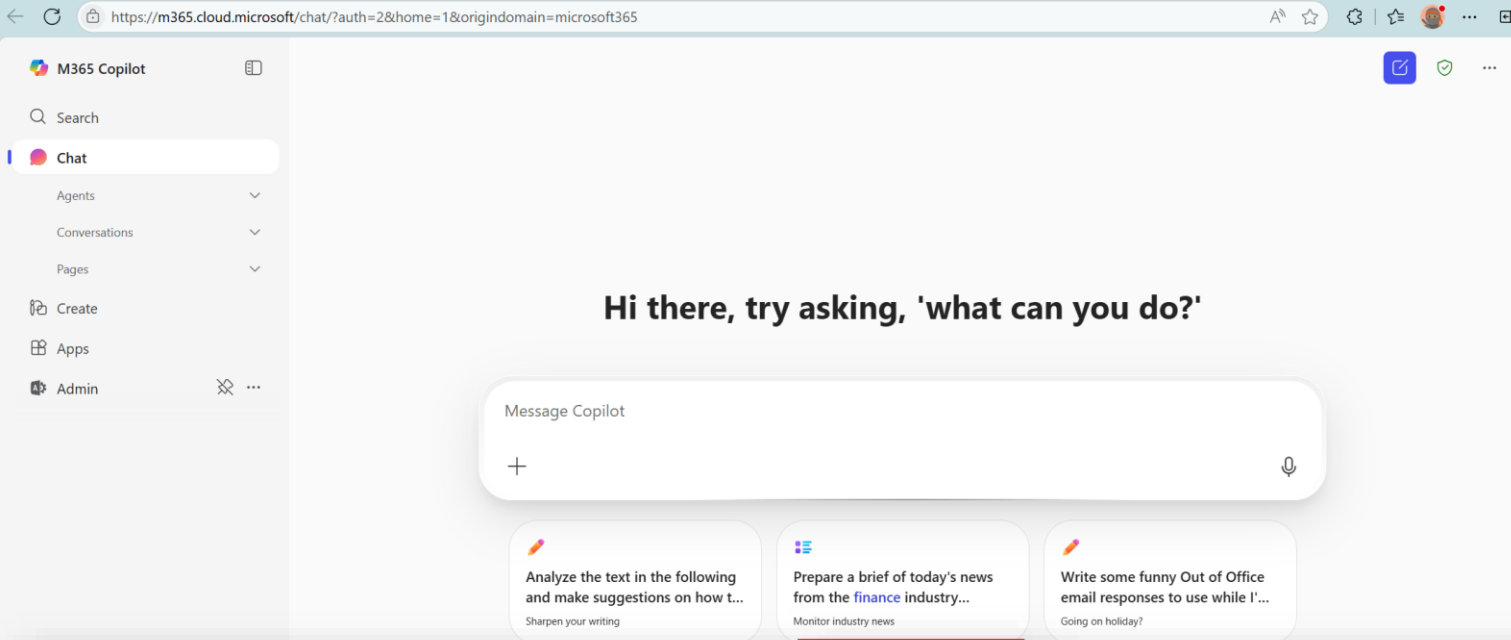 https://m365.cloud.microsoft/chat/?auth=2&home=1&origindomain=microsoft365
M365 Copilot
Search
Chat
Agents
Conversations
Pages
Create
Apps
Admin
Hi there, try asking, 'what can you do?'
Message Copilot
Analyze the text in the following
and make suggestions on how t...
Sharpen your writing
Prepare a brief of today's news
from the finance industry...
Monitor industry news
Write some funny Out of Office
email responses to use while I'...
Going on holiday?